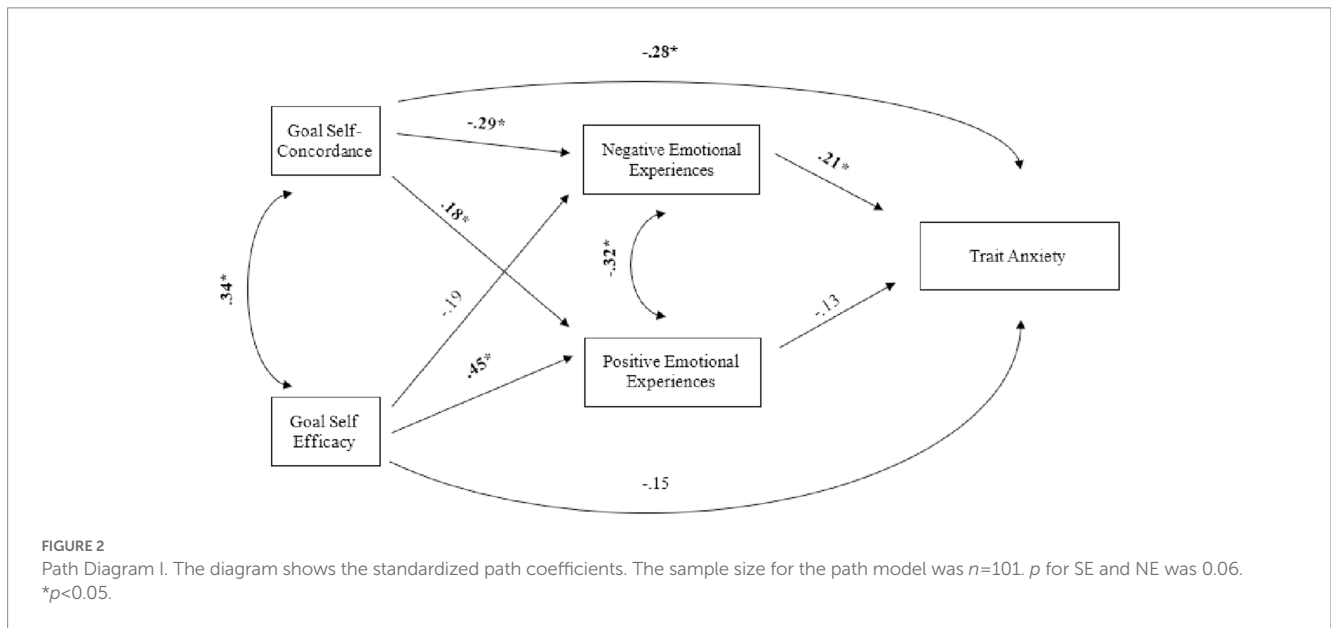 -.28*
Goal Self-
Concordance
-.29*
Negative Emotional
Experiences
.21*
.18*
-.32*
Trait Anxiety
.34*
-.19
-.13
.45*
Positive Emotional
Experiences
Goal Self
Efficacy
-.15
FIGURE 2
Path Diagram I. The diagram shows the standardized path coefficients. The sample size for the path model was n=101. p for SE and NE was 0.06.
*p<0.05.